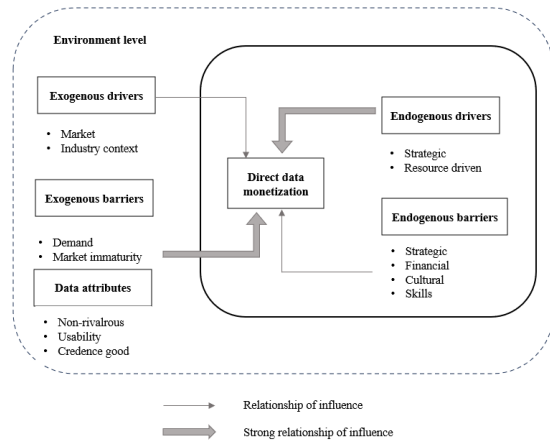 Environment level
Exogenous drivers
• Market
• Industry context
Exogenous barriers
• Demand
• Market immaturity
Data attributes
• Non-rivalrous
• Usability
• Credence good
Direct data
monetization
Endogenous drivers
• Strategic
• Resource driven
Endogenous barriers
• Strategic
• Financial
• Cultural
• Skills
Relationship of influence
Strong relationship of influence